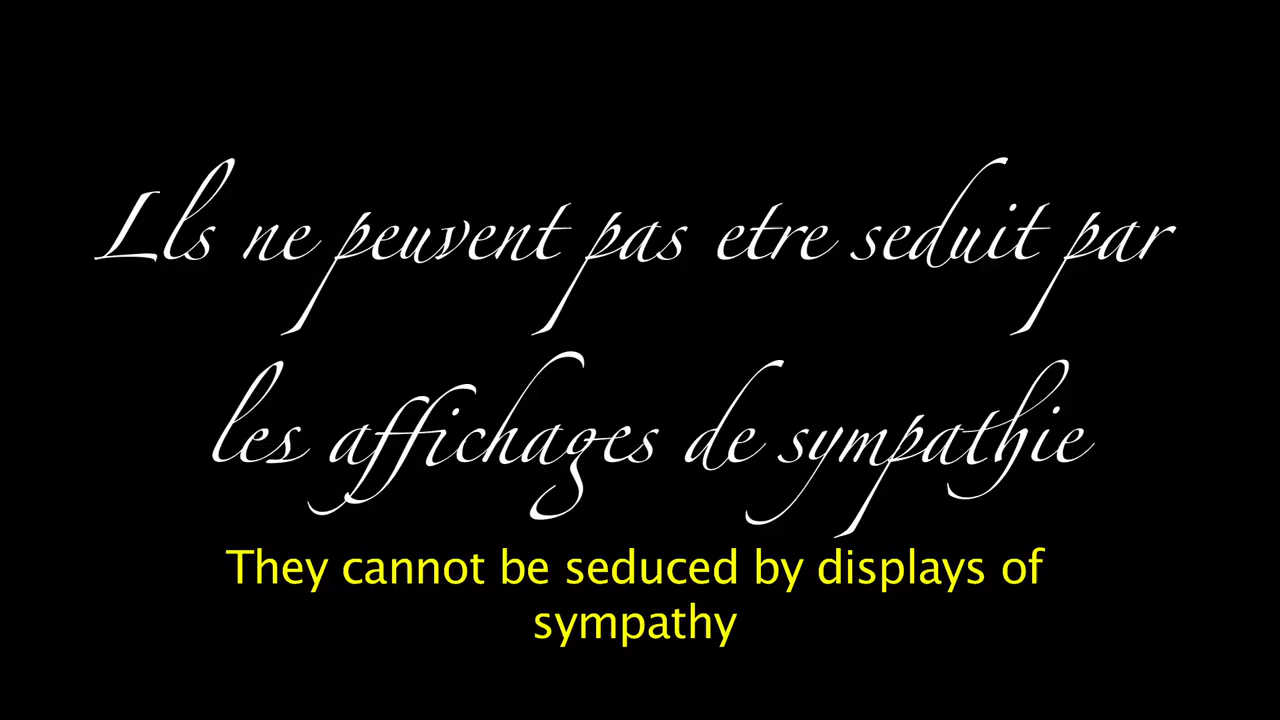 Lls ne peuvent pas etre seduit par
les affichages de sympathie
They cannot be seduced by displays of
sympathy